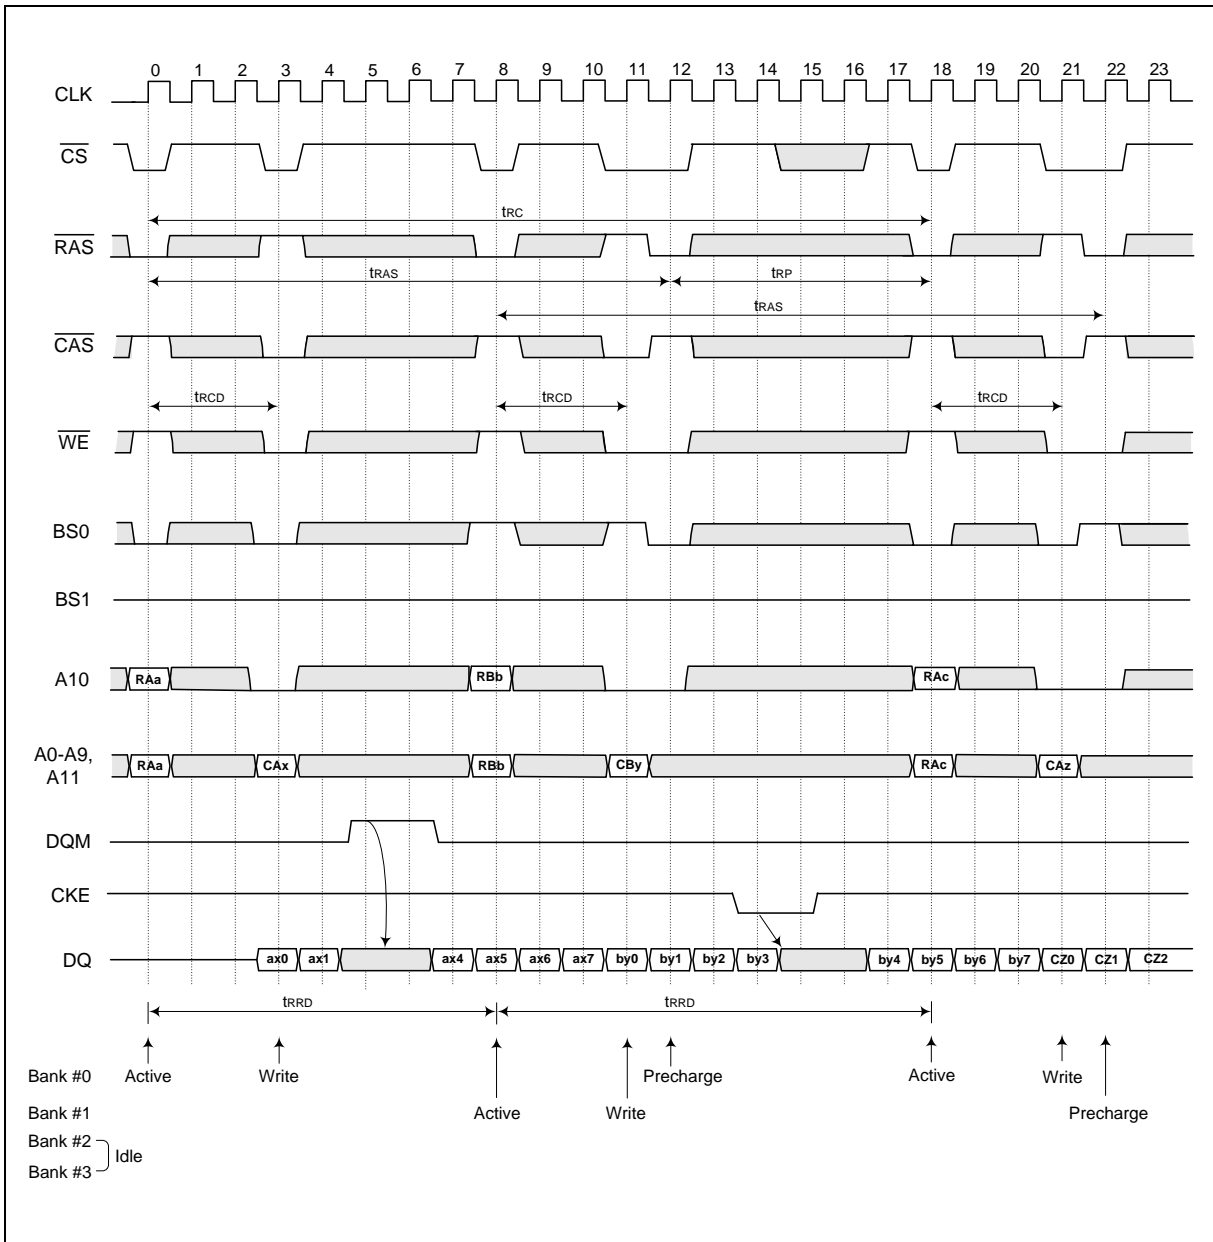 0 1 2 3 4 5 6 7 8 9 10 11 12 13 14 15 16 17 18 19 20 21 22 23
CLK
CS
tRC
RAS
tRAS tRP
tRAS
CAS
tRCD tRCD tRCD
WE
BS0
BS1
A10 RAa RBb RAc
A0-A9,
A11
RAa CAx RBb CBy RAc CAz
DQM
CKE
DQ ax0 ax1 ax4 ax5 ax6 ax7 by0 by1 by2 by3 by4 by5 by6 by7 CZ0 CZ1 CZ2
tRRD tRRD
Bank #0 Active Write Precharge Active Write
Bank #1 Active Write Precharge
Bank #2
Idle
Bank #3